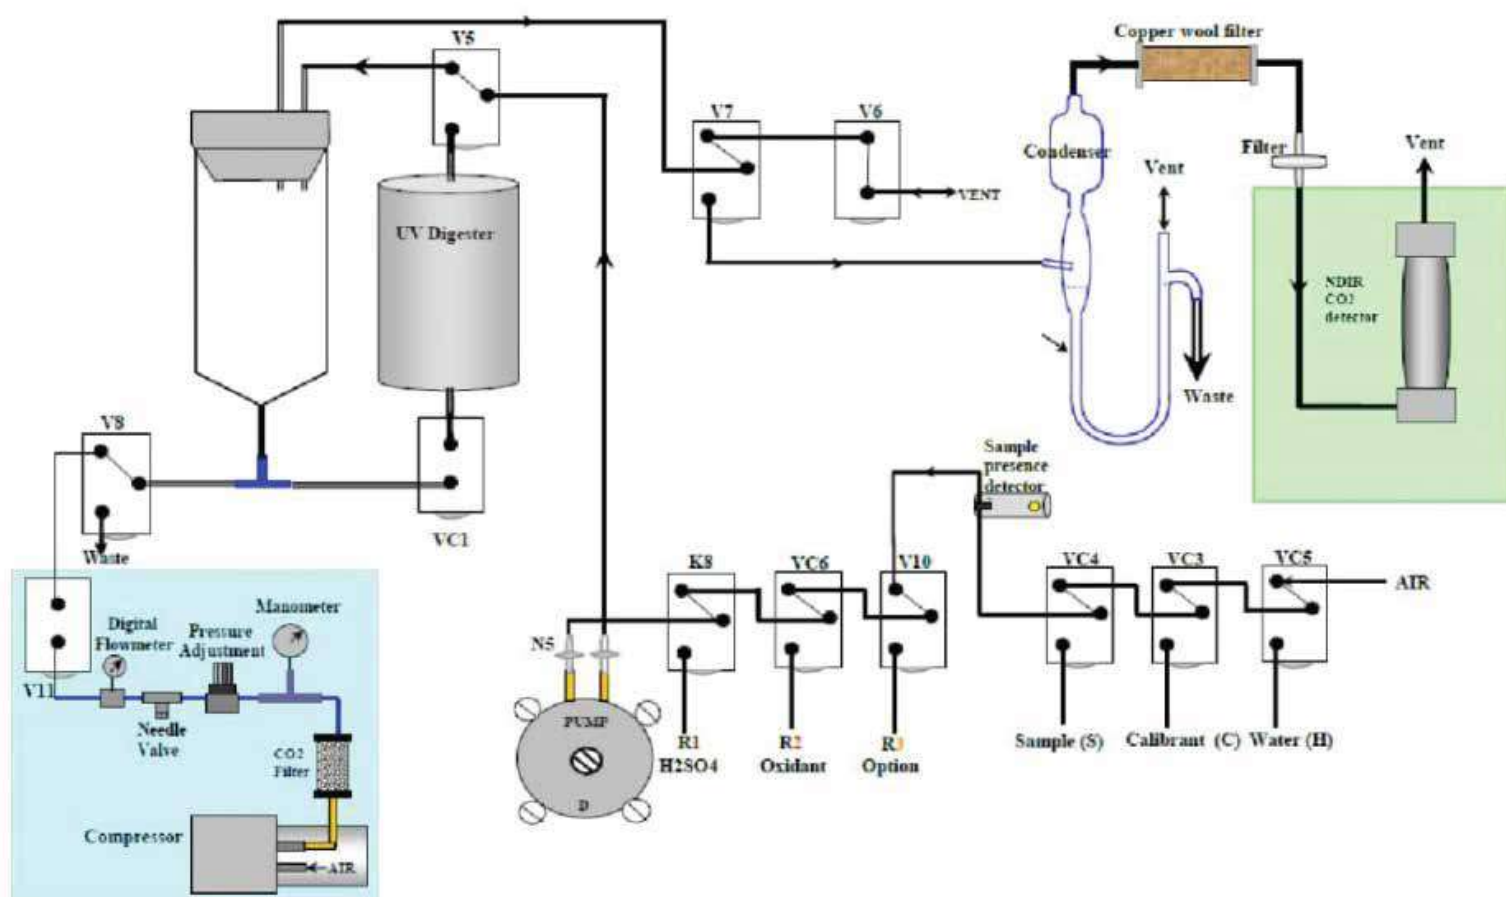 V5
Copper wool filter
V7
V6
Condenser
Filter
Vent
Vent
VENT
UV Digester
NDIR
CO2
detector
Waste
V8
Sample
presence
detector
VC1
Waste
K8
VC6
V10
VC4
VC3
VC5
AIR
Manometer
Digital
Flowmeter
Pressure
Adjustment
N5
V11
Needle
Valve
PUMP
R1
H2SO4
R2
Oxidant
R3
Option
Sample (S)
Calibrant (C)
Water (H)
CO2
Filter
D
Compressor
AIR